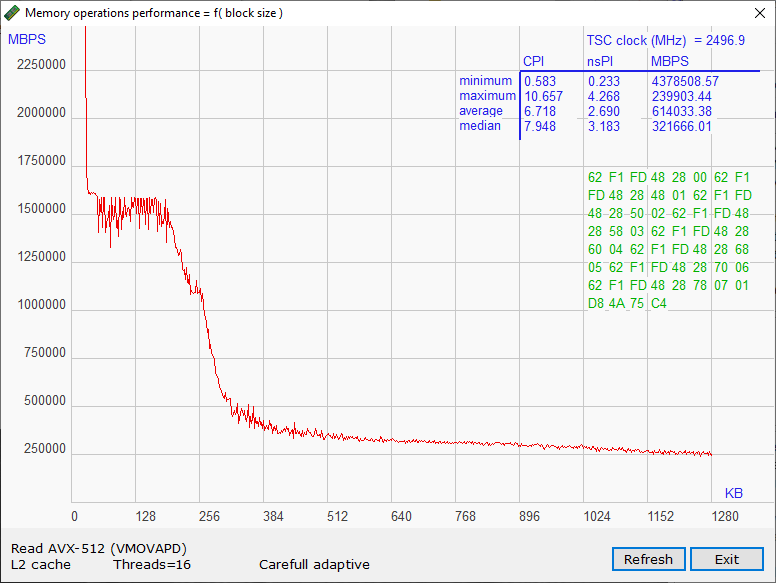 Memory operations performance = f( block size )
MBPS
TSC clock (MHz) = 2496.9
CPI nsPI MBPS
minimum 0.583 0.233 4378508.57
maximum 10.657 4.268 239903.44
average 6.718 2.690 614033.38
median 7.948 3.183 321666.01
2250000
2000000
1750000
1500000
1250000
1000000
750000
500000
250000
62 F1 FD 48 28 00 62 F1
FD 48 28 48 01 62 F1 FD
48 28 50 02 62 F1 FD 48
28 58 03 62 F1 FD 48 28
60 04 62 F1 FD 48 28 68
05 62 F1 FD 48 28 70 06
62 F1 FD 48 28 78 07 01
D8 4A 75 C4
KB
0 128 256 384 512 640 768 896 1024 1152 1280
Read AVX-512 (VMOVAPD)
L2 cache Threads=16 Carefull adaptive
Refresh Exit